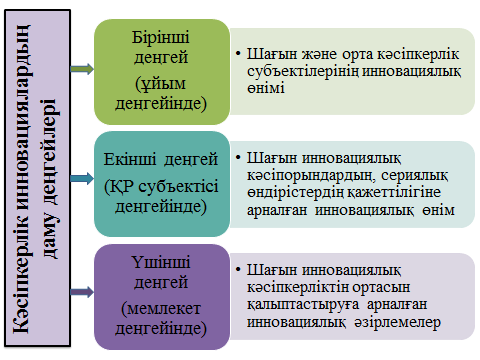 Кәсіпкерлік инновациялардың
даму деңгейлері
Бірінші
деңгей
(ұйым
деңгейінде)
• Шағын және орта кәсіпкерлік
субъектілерінің инновациялық
өнімі
Екінші деңгей
(ҚР субъектісі
деңгейінде)
• Шағын инновациялық
кәсіпорындардың, сериялық
өндірістердің қажеттілігіне
арналған инновациялық өнім
Үшінші
деңгей
(мемлекет
деңгейінде)
• Шағын инновациялық
кәсіпкерліктін ортасын
қалыптастыруға арналған
инновациялық әзірлемелер